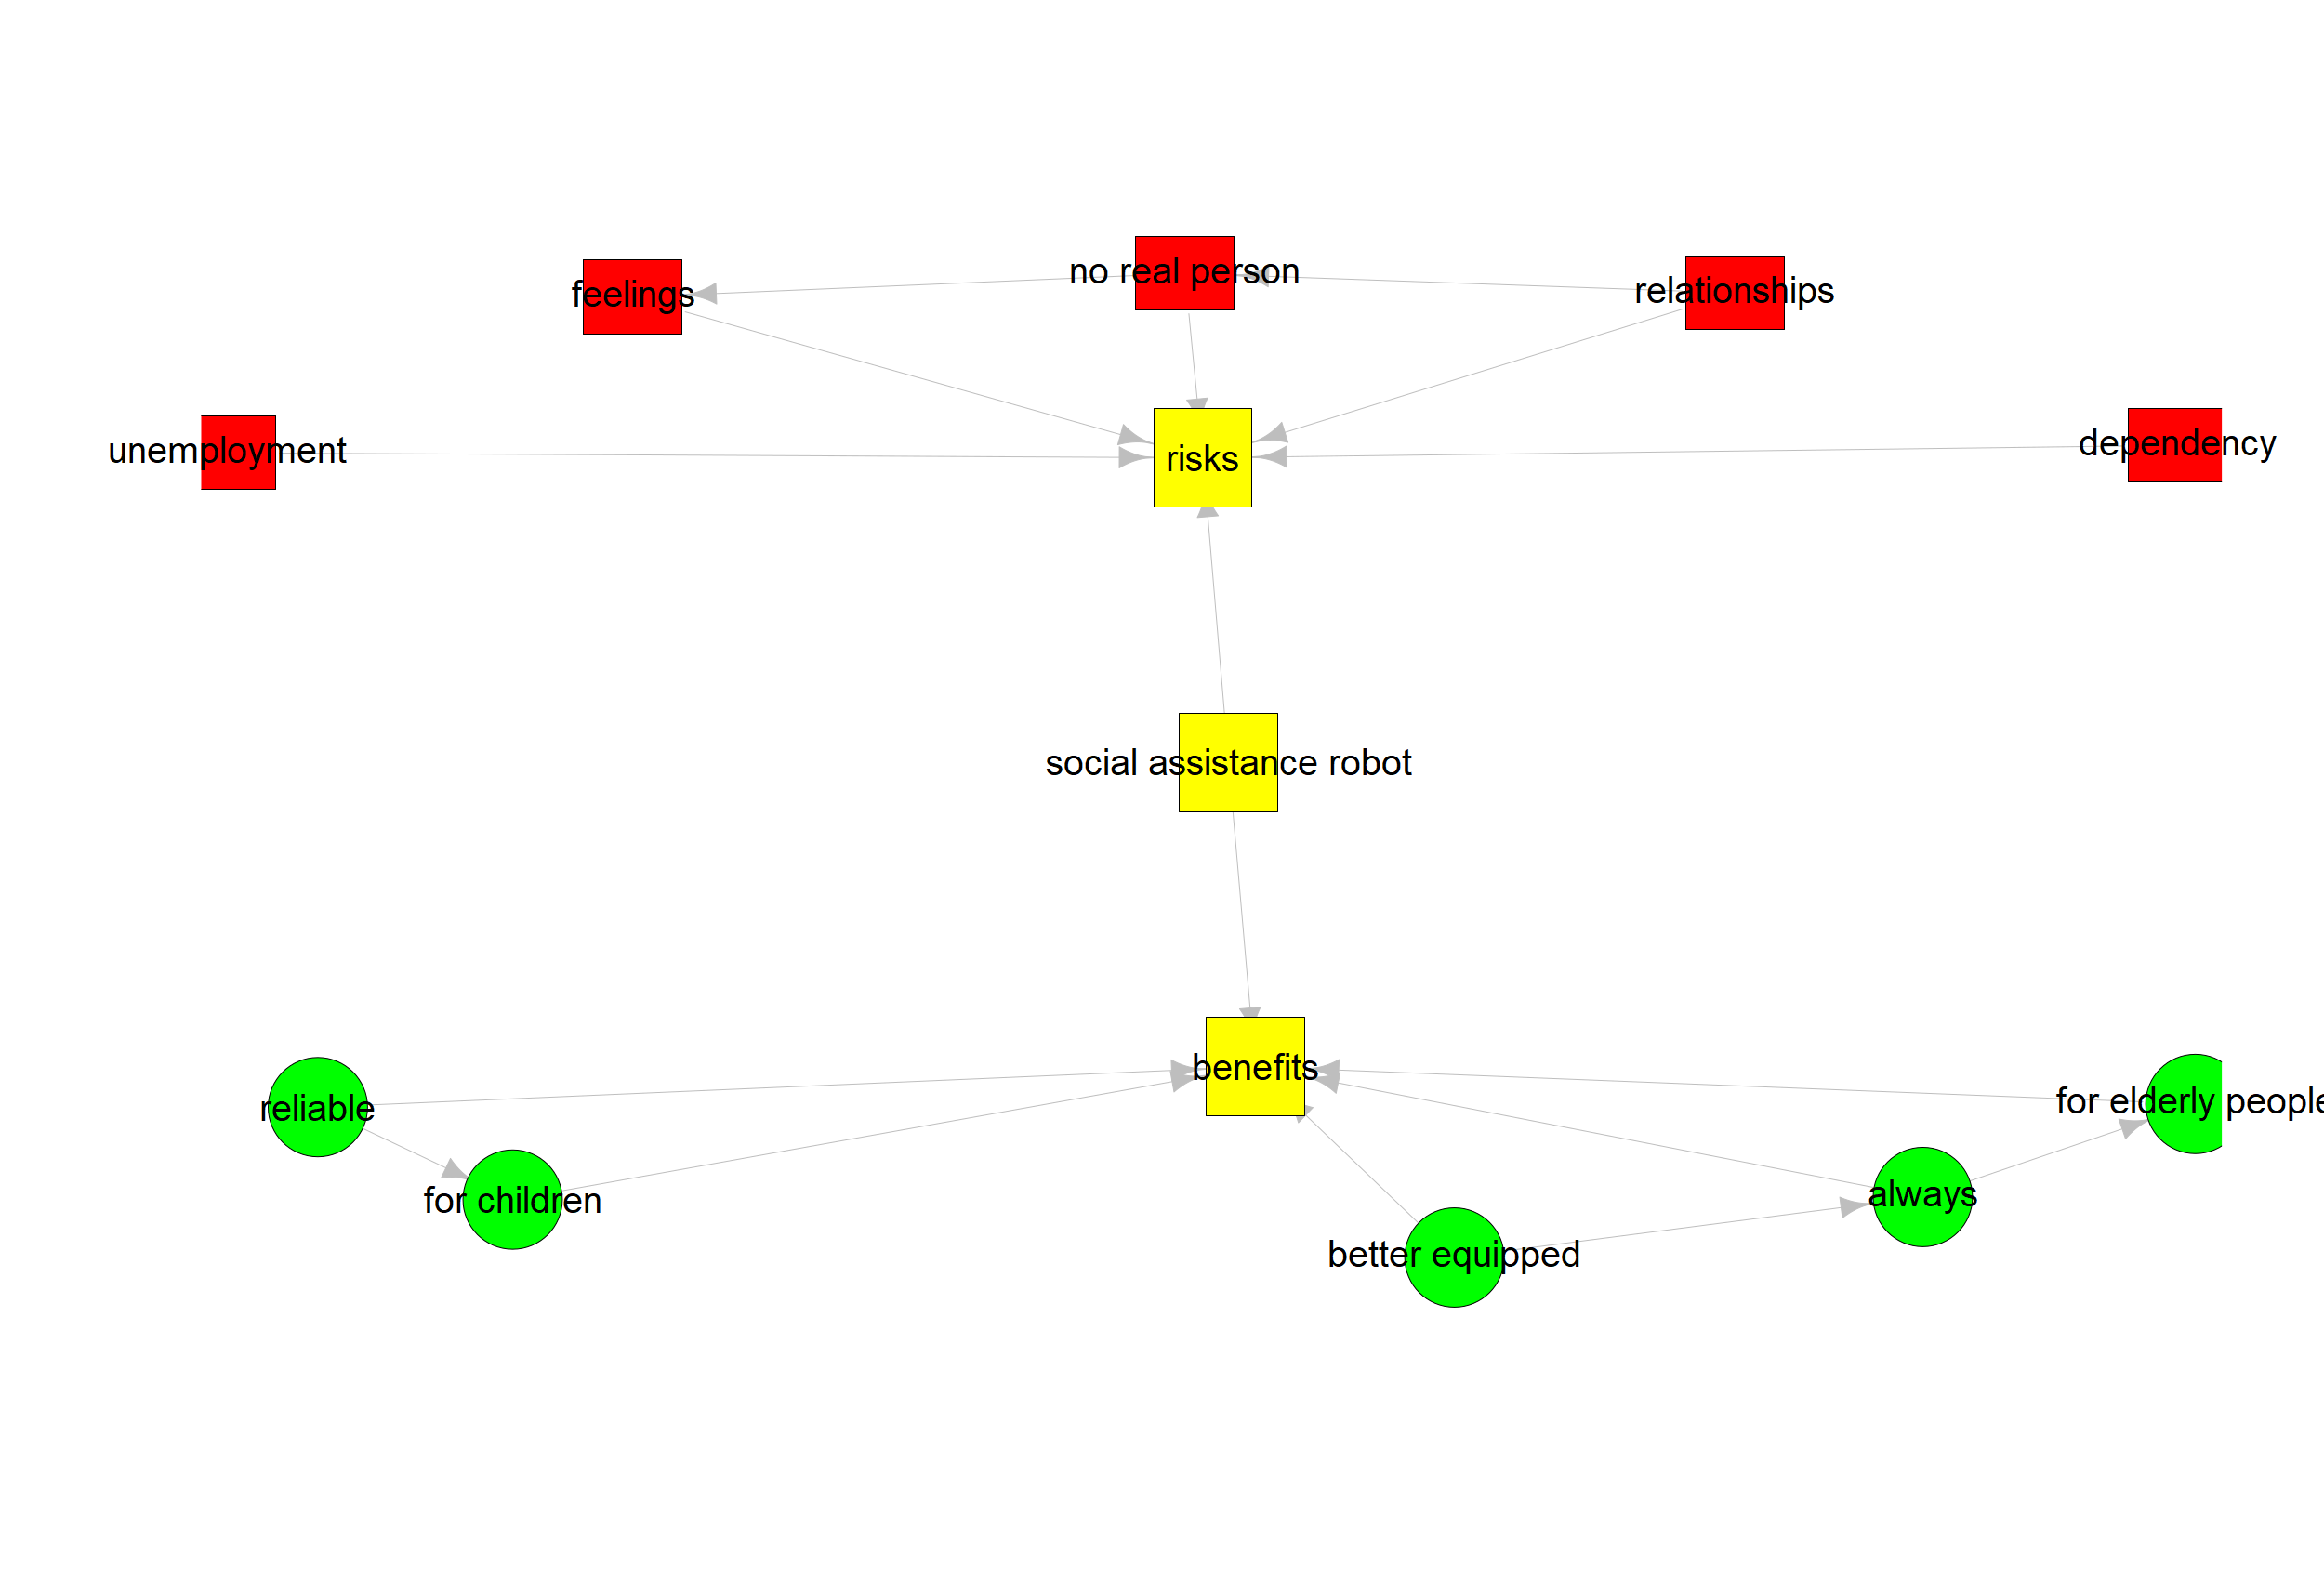 no real person
feelings
relationships
unemployment
risks
dependency
social assistance robot
benefits
reliable
for elderly people
for children
always
better equipped